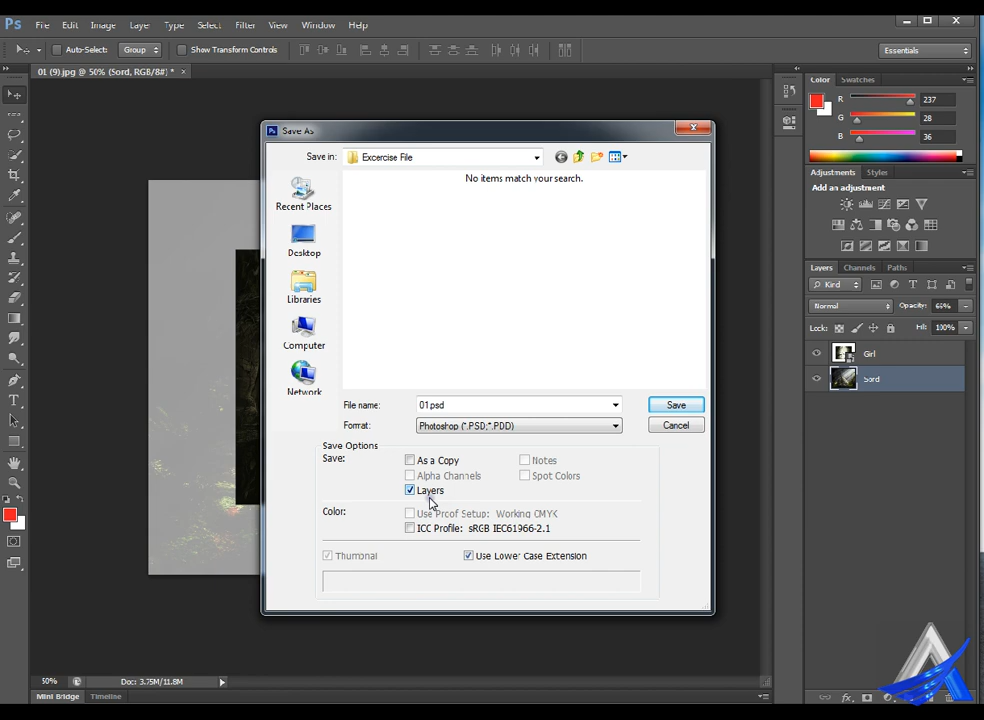 Ps File Edit Image Layer Type Select Filter View Window Help
Auto-Select: Group Show Transform Controls Essentials
01 (9).jpg @ 50% (Sord, RGB/8#) * ×
Color Swatches
R 237
G 28
B 36
Adjustments Styles
Add an adjustment
Layers Channels Paths
Kind
Normal Opacity: 66%
Lock: Fill: 100%
Girl
Sord
Save As
Save in: Excercise File
No items match your search.
Recent Places
Desktop
Libraries
Computer
Network
File name: 01.psd Save
Format: Photoshop (*.PSD;*.PDD) Cancel
Save Options
Save: As a Copy Notes
Alpha Channels Spot Colors
Layers
Color: Use Proof Setup: Working CMYK
ICC Profile: sRGB IEC61966-2.1
Thumbnail Use Lower Case Extension
50% Doc: 3.75M/11.8M
Mini Bridge Timeline